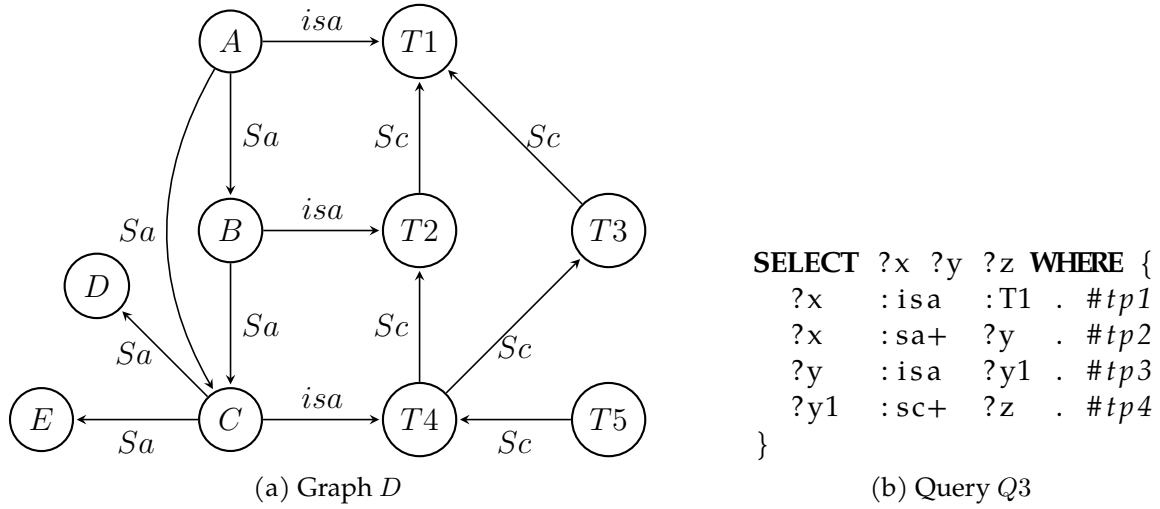 A
isa
T1
Sa
Sc
Sc
Sa
B
isa
T2
T3
D
Sa
Sa
Sc
Sc
E
Sa
C
isa
T4
Sc
T5
(a) Graph D
SELECT ?x ?y ?z WHERE {
?x :isa :T1 . #tp1
?x :sa+ ?y . #tp2
?y :isa ?y1 . #tp3
?y1 :sc+ ?z . #tp4
}
(b) Query Q3